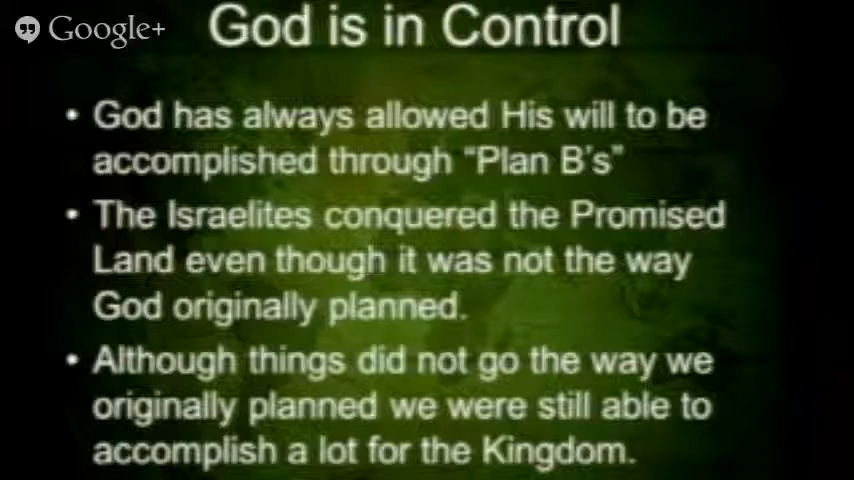 God is in Control
Google+
• God has always allowed His will to be
accomplished through “Plan B's”
• The Israelites conquered the Promised
Land even though it was not the way
God originally planned.
• Although things did not go the way we
originally planned we were still able to
accomplish a lot for the Kingdom.